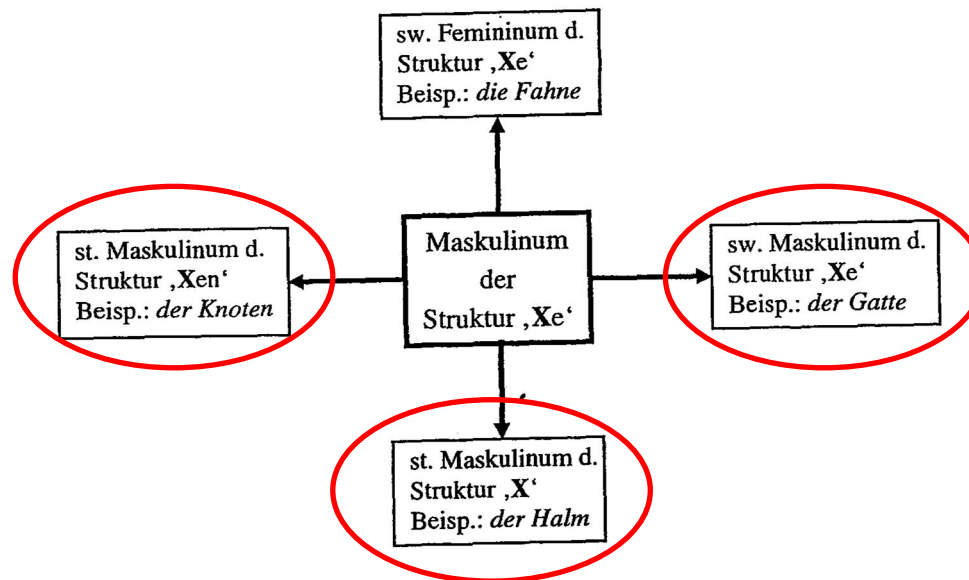 sw. Femininum d.
Struktur ‚Xe‘
Beisp.: die Fahne
st. Maskulinum d.
Struktur ‚Xen‘
Beisp.: der Knoten
Maskulinum
der
Struktur ‚Xe‘
sw. Maskulinum d.
Struktur ‚Xe‘
Beisp.: der Gatte
st. Maskulinum d.
Struktur ‚X‘
Beisp.: der Halm